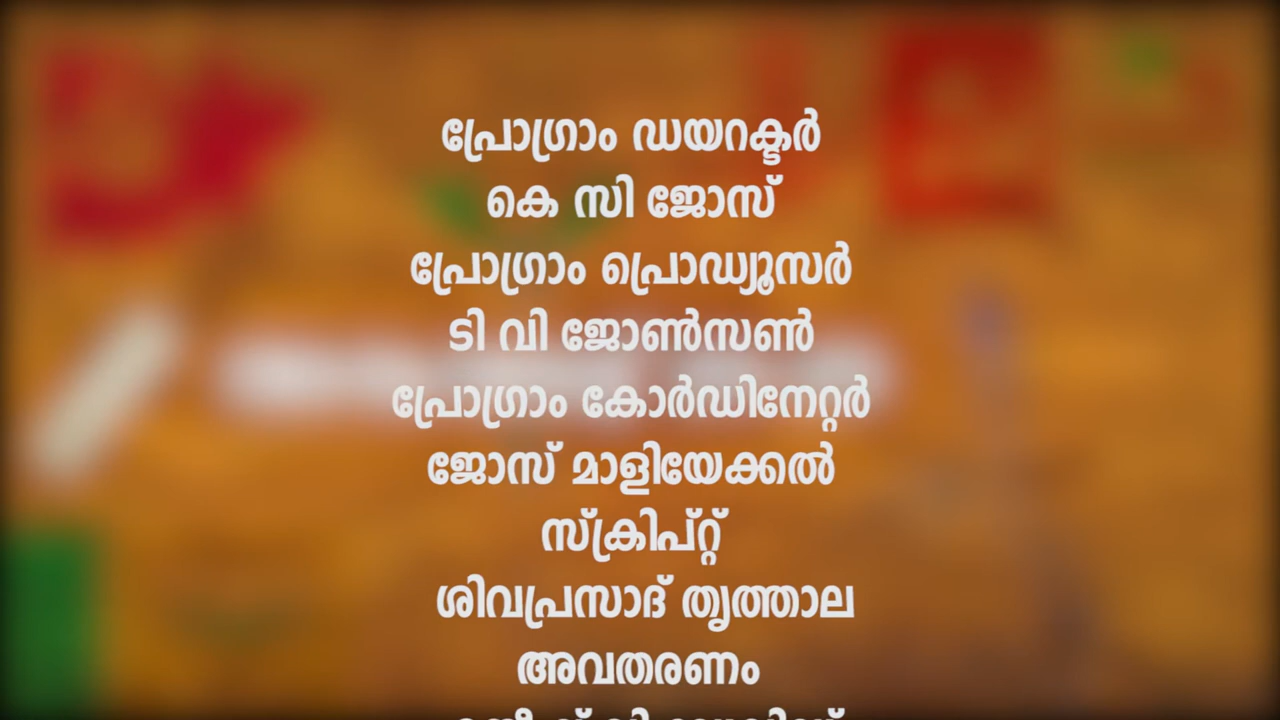 പ്രോഗ്രാം ഡയറക്ടർ
കെ സി ജോസ്
പ്രോഗ്രാം പ്രൊഡ്യൂസർ
ടി വി ജോൺസൺ
പ്രോഗ്രാം കോർഡിനേറ്റർ
ജോസ് മാളിയേക്കൽ
സ്ക്രിപ്റ്റ്
ശിവപ്രസാദ് തൃത്താല
അവതരണം